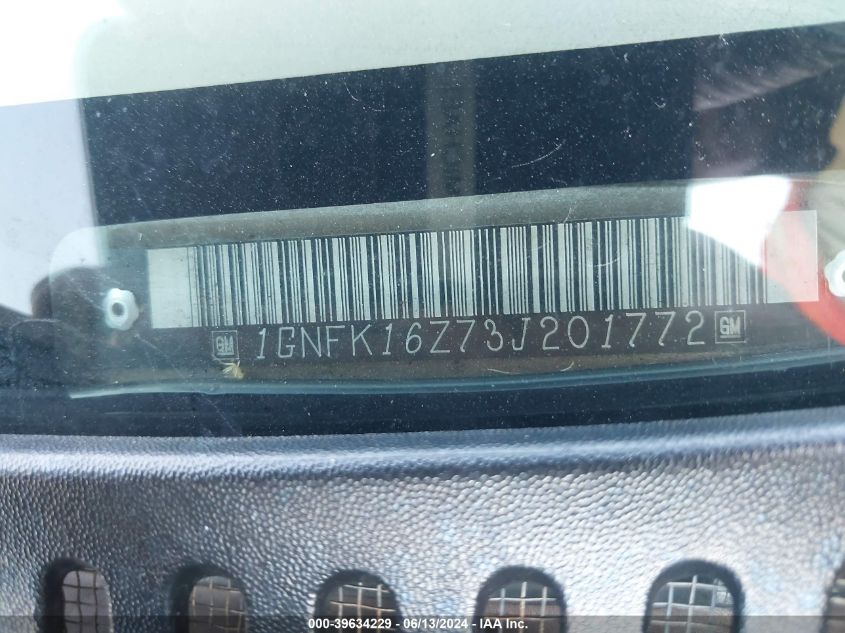 GM 1GNFK16Z73J201772 GM
000-39634229 - 06/13/2024 - IAA Inc.